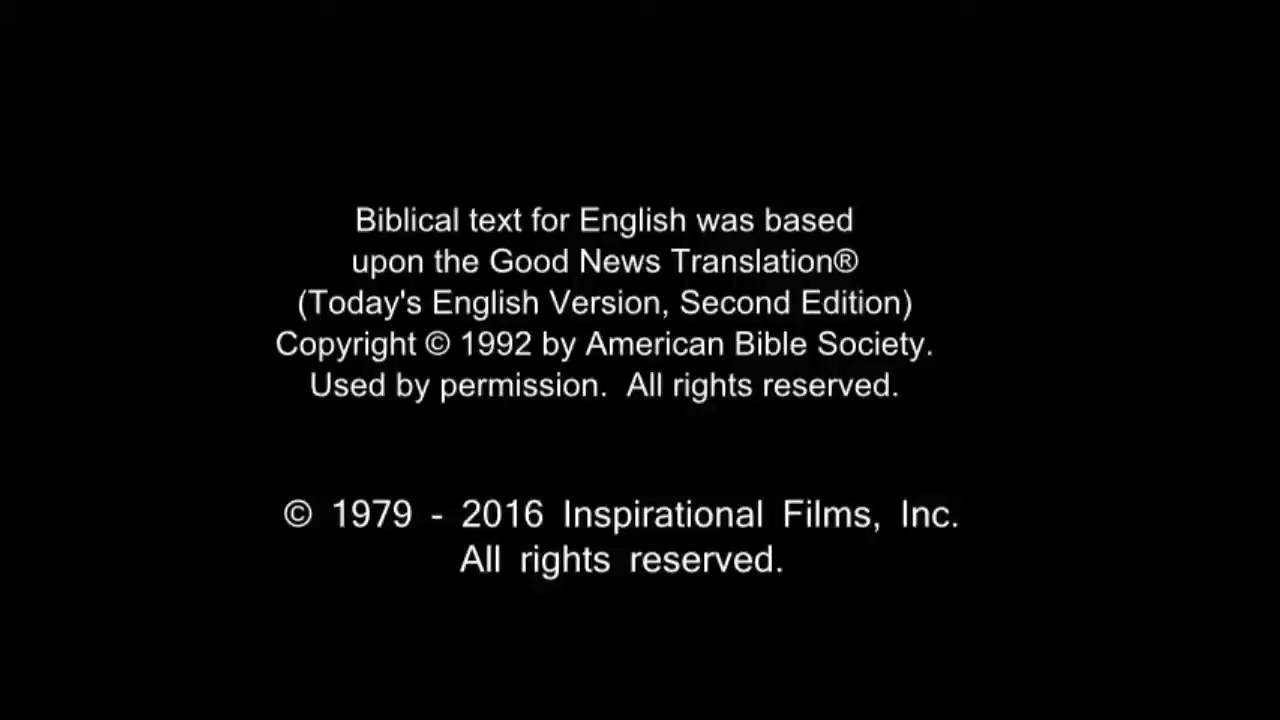 Biblical text for English was based
upon the Good News Translation®
(Today's English Version, Second Edition)
Copyright © 1992 by American Bible Society.
Used by permission.  All rights reserved.
© 1979 - 2016 Inspirational Films, Inc.
All rights reserved.